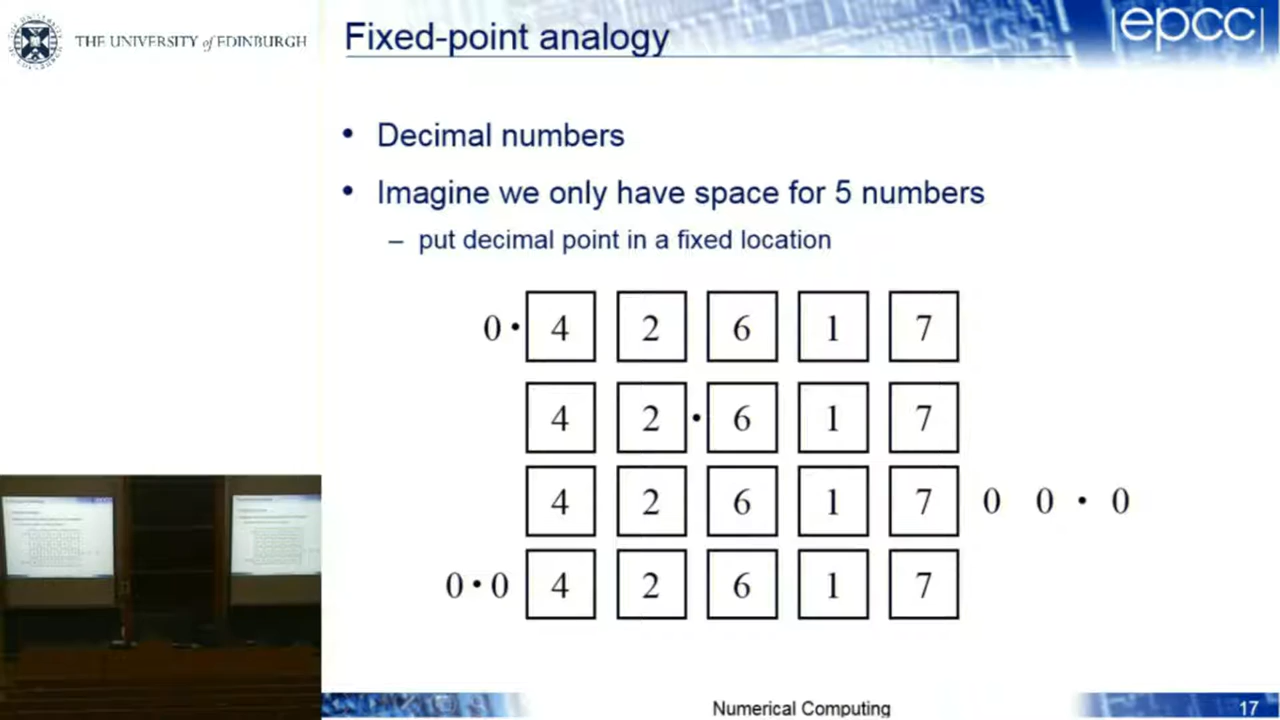 THE UNIVERSITY of EDINBURGH
Fixed-point analogy
|epcc|
• Decimal numbers
• Imagine we only have space for 5 numbers
– put decimal point in a fixed location
0 • 4 2 6 1 7
4 2 • 6 1 7
4 2 6 1 7 0 0 • 0
0 • 0 4 2 6 1 7
Numerical Computing
17